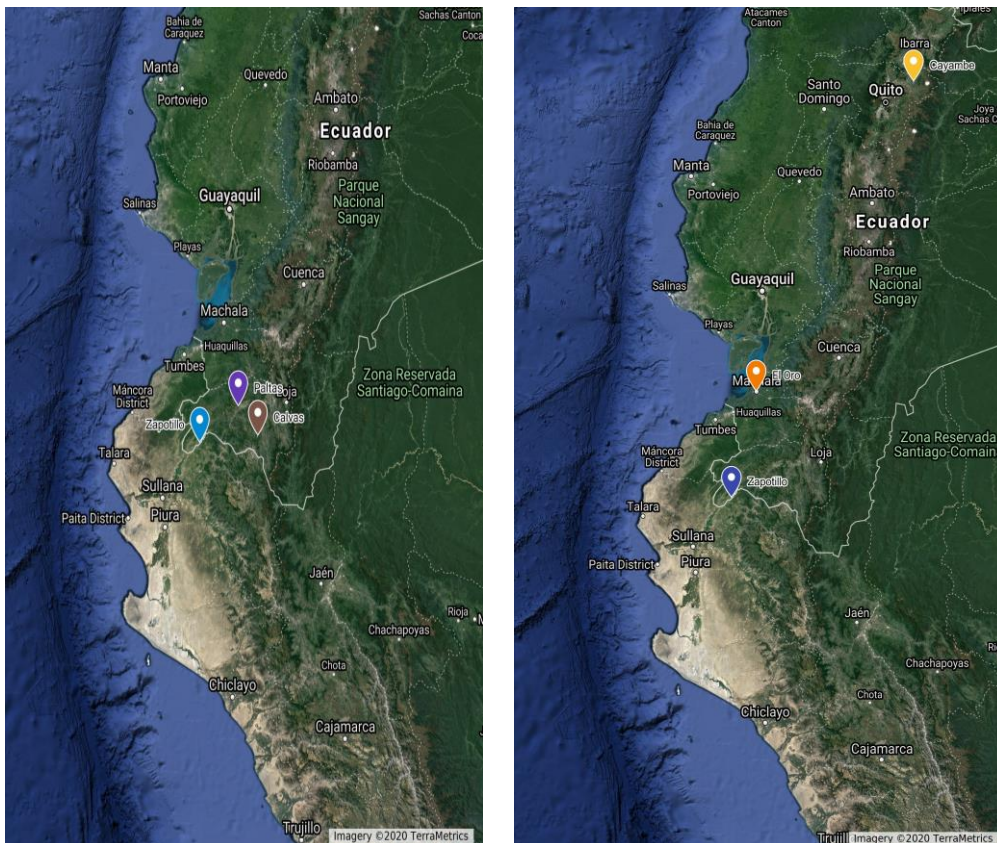 Sachas Canton
Bahia de
Caraquez
Coca
Manta
Quevedo
Portoviejo
Ambato
Ecuador
Riobamba
Parque
Nacional
Sangay
Guayaquil
Salinas
Playas
Cuenca
Machala
Huaquillas
Tumbes
Zona Reservada
Santiago-Comaina
Paltas
Loja
Máncora
District
Calvas
Zapotillo
Talara
Sullana
Paita District
Piura
Jaén
Rioja
Chachapoyas
Chota
Chiclayo
Cajamarca
Trujillo
Imagery ©2020 TerraMetrics
Atacames
Canton
Ibarra
Cayambe
Santo
Domingo
Quito
Joya
Sachas C
Bahia de
Caraquez
Manta
Quevedo
Portoviejo
Ambato
Ecuador
Riobamba
Parque
Nacional
Sangay
Guayaquil
Salinas
Playas
Cuenca
El Oro
Huaquillas
Tumbes
Zona Reservada
Santiago-Comaina
Loja
Máncora
District
Zapotillo
Talara
Sullana
Paita District
Piura
Jaén
Chachapoyas
Chota
Chiclayo
Cajamarca
Imagery ©2020 TerraMetrics